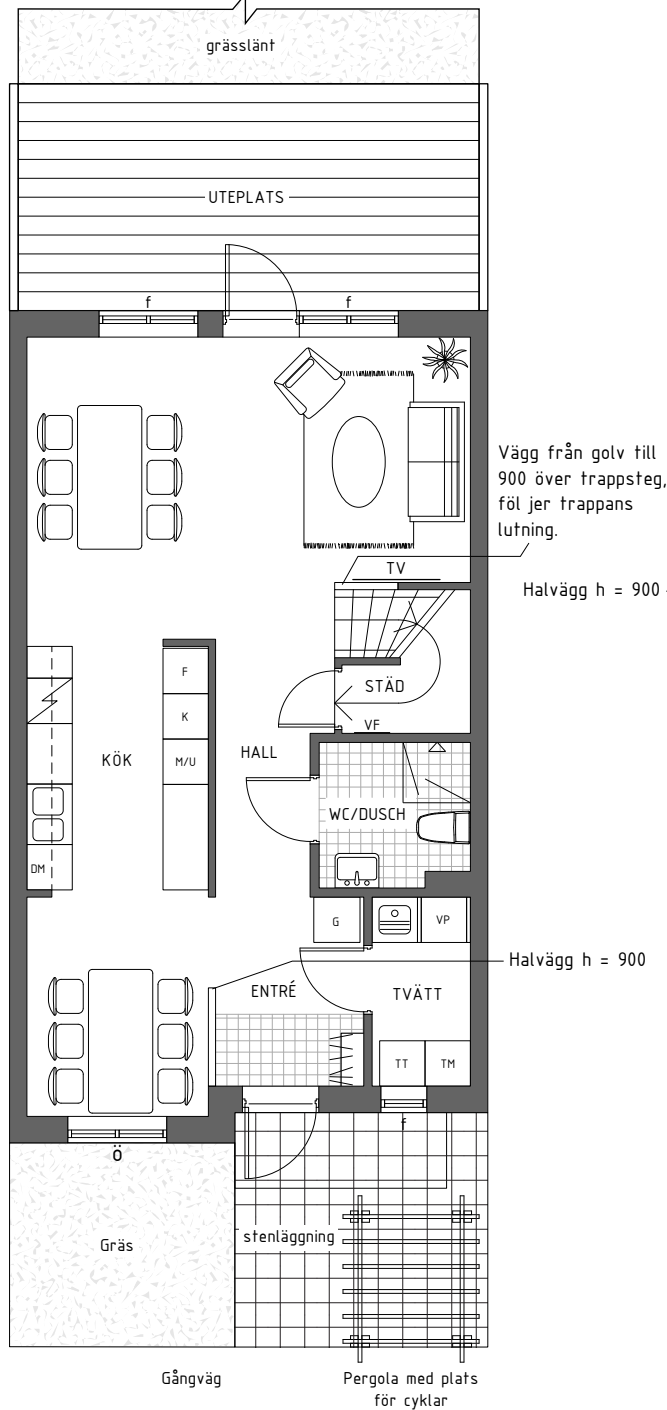 grässlänt
UTEPLATS
f
f
Vägg från golv till
900 över trappsteg,
föl jer trappans
lutning.
TV
Halvägg h = 900
STÄD
VF
F
K
M/U
KÖK
HALL
WC/DUSCH
DM
G
VP
Halvägg h = 900
ENTRÉ
TVÄTT
TT
TM
f
Ö
Gräs
stenläggning
Gångväg
Pergola med plats
för cyklar